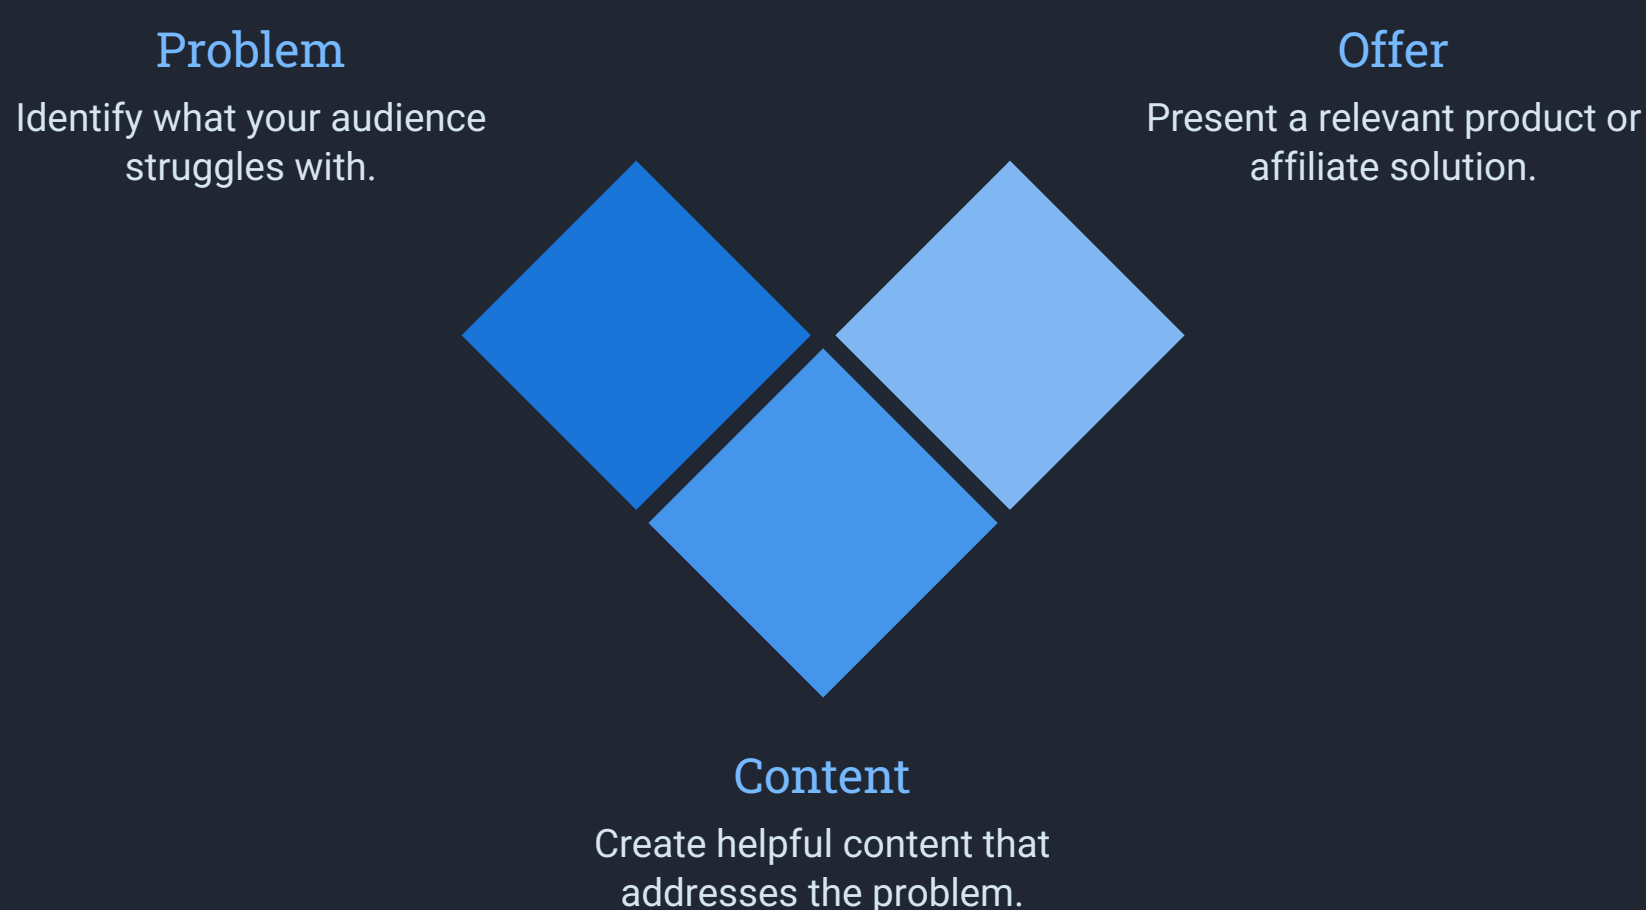 Problem
Identify what your audience
struggles with.
Offer
Present a relevant product or
affiliate solution.
Content
Create helpful content that
addresses the problem.